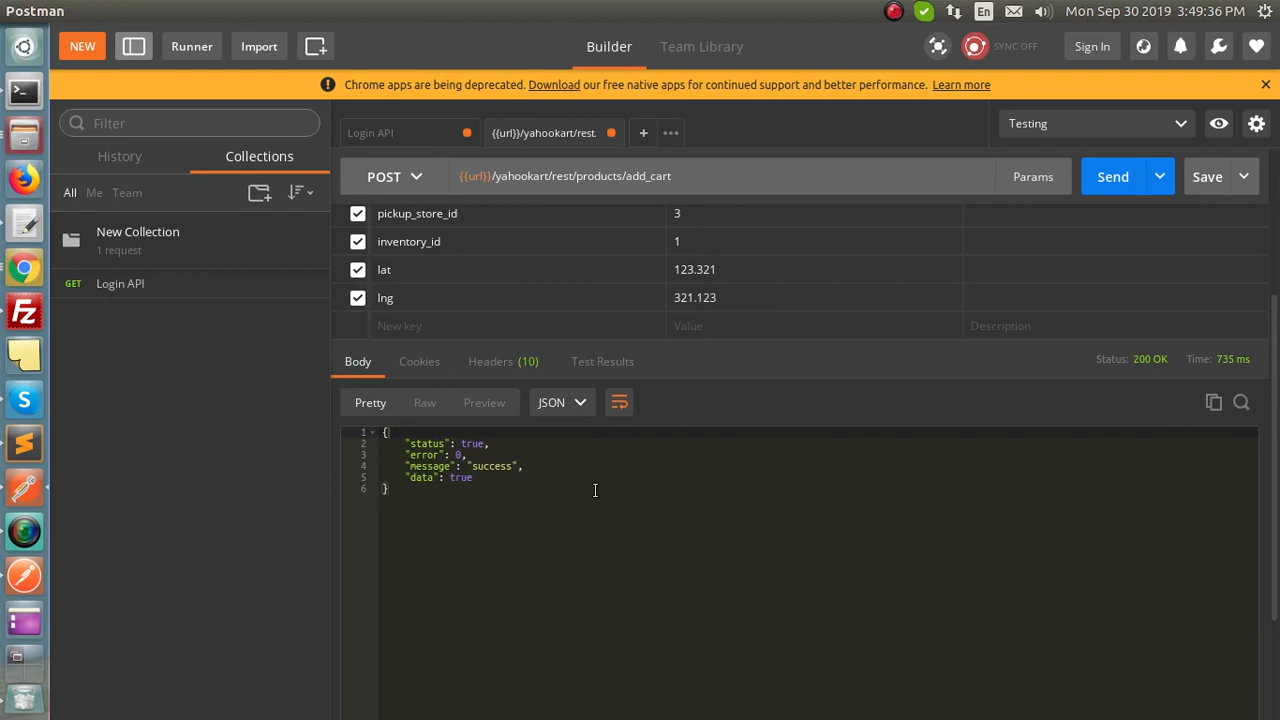 Postman
En
Mon Sep 30 2019 3:49:36 PM
NEW
Runner
Import
Builder
Team Library
SYNC OFF
Sign In
Chrome apps are being deprecated. Download our free native apps for continued support and better performance. Learn more
Filter
History
Collections
All Me Team
New Collection
1 request
GET Login API
Login API
{{url}}/yahookart/rest.
Testing
POST
{{url}}/yahookart/rest/products/add_cart
Params
Send
Save
pickup_store_id 3
inventory_id 1
lat 123.321
lng 321.123
New key Value Description
Body Cookies Headers (10) Test Results
Status: 200 OK Time: 735 ms
Pretty Raw Preview JSON
1 {
2 "status": true,
3 "error": 0,
4 "message": "success",
5 "data": true
6 }